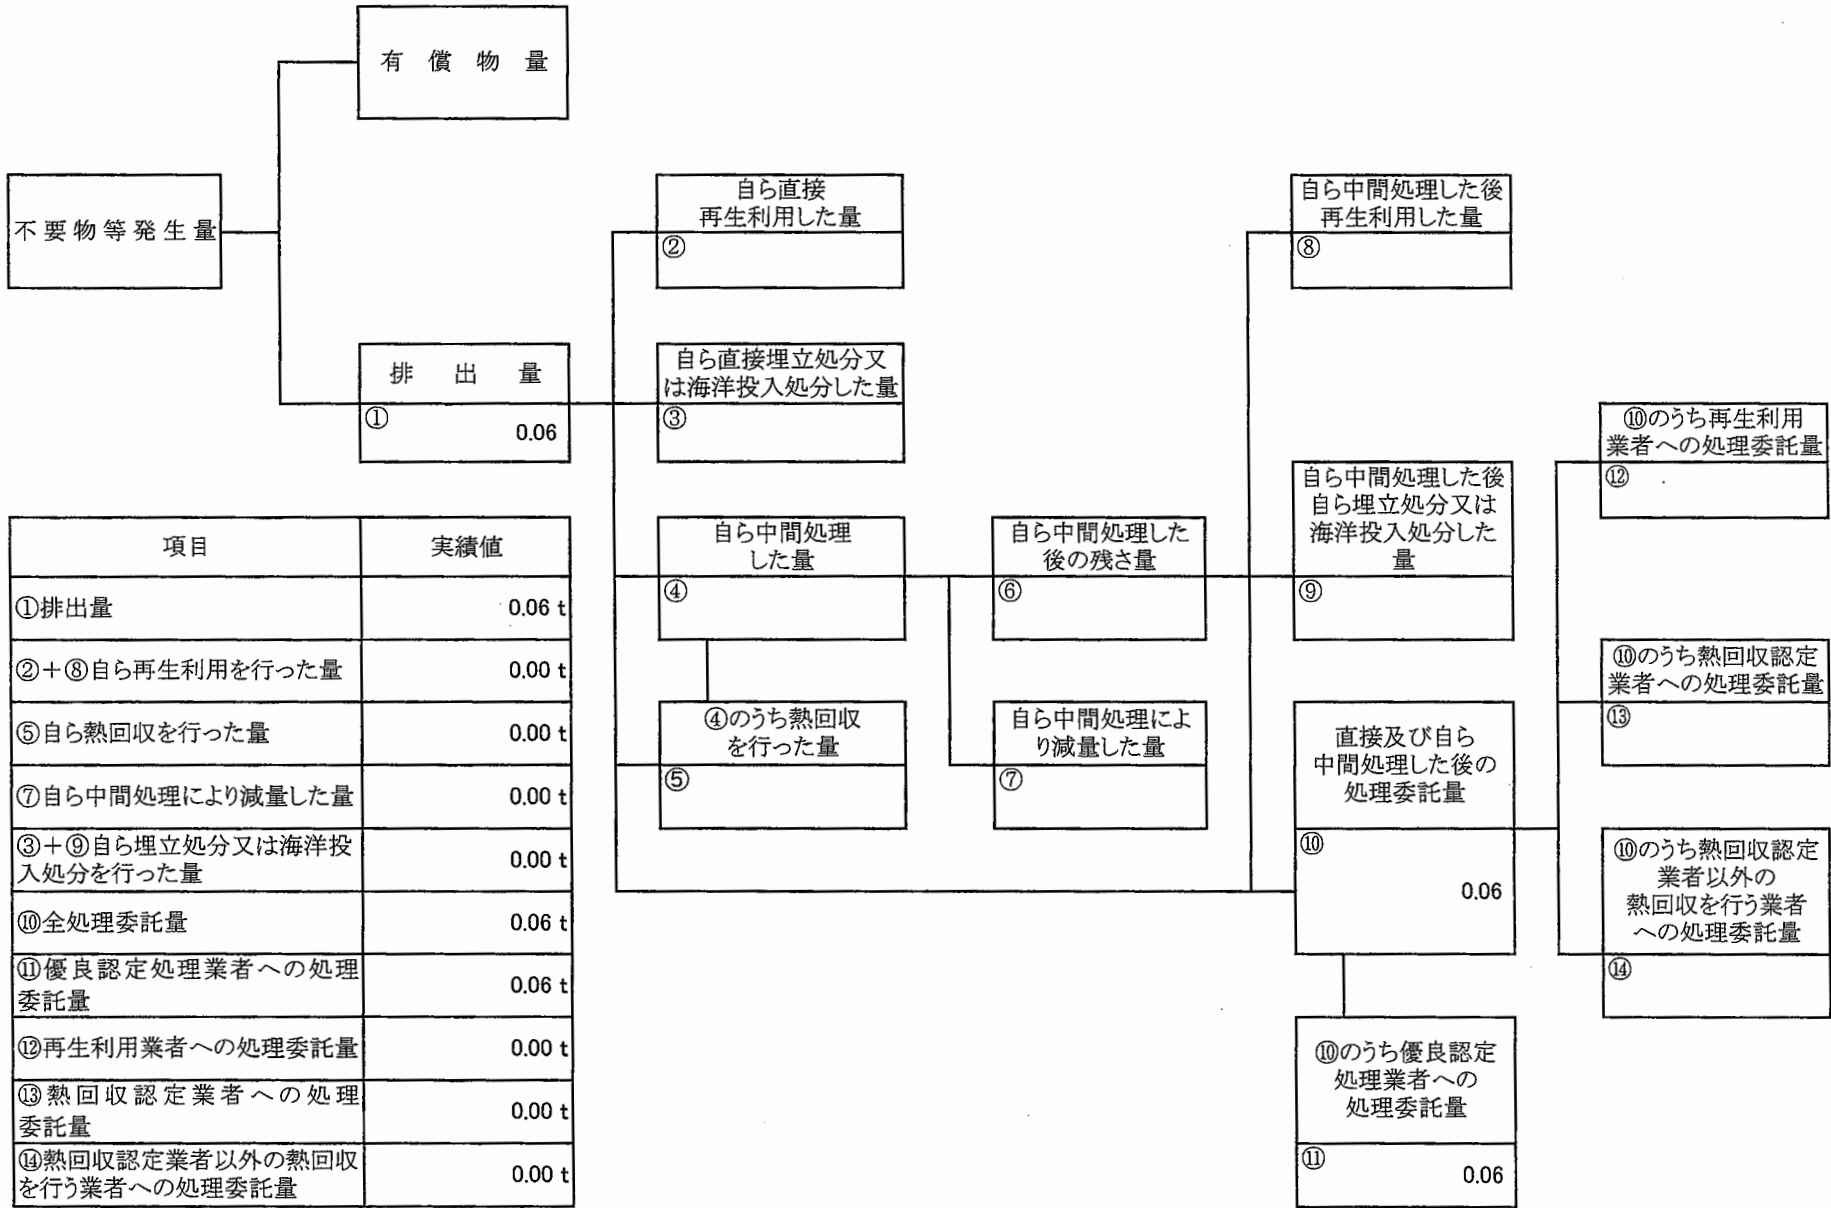 有償物量
不要物等発生量
自ら直接
再生利用した量
②
自ら中間処理した後
再生利用した量
⑧
排出量
①
0.06
自ら直接埋立処分又
は海洋投入処分した量
③
⑩のうち再生利用
業者への処理委託量
⑫
自ら中間処理
した量
④
自ら中間処理した
後の残さ量
⑥
自ら中間処理した後
自ら埋立処分又は
海洋投入処分した
量
⑨
⑩のうち熱回収認定
業者への処理委託量
⑬
④のうち熱回収
を行った量
⑤
自ら中間処理によ
り減量した量
⑦
直接及び自ら
中間処理した後の
処理委託量
⑩
0.06
⑩のうち熱回収認定
業者以外の
熱回収を行う業者
への処理委託量
⑭
⑩のうち優良認定
処理業者への
処理委託量
⑪
0.06
項目 実績値
①排出量 0.06 t
②+⑧自ら再生利用を行った量 0.00 t
⑤自ら熱回収を行った量 0.00 t
⑦自ら中間処理により減量した量 0.00 t
③+⑨自ら埋立処分又は海洋投
入処分を行った量 0.00 t
⑩全処理委託量 0.06 t
⑪優良認定処理業者への処理
委託量 0.06 t
⑫再生利用業者への処理委託量 0.00 t
⑬熱回収認定業者への処理
委託量 0.00 t
⑭熱回収認定業者以外の熱回収
を行う業者への処理委託量 0.00 t